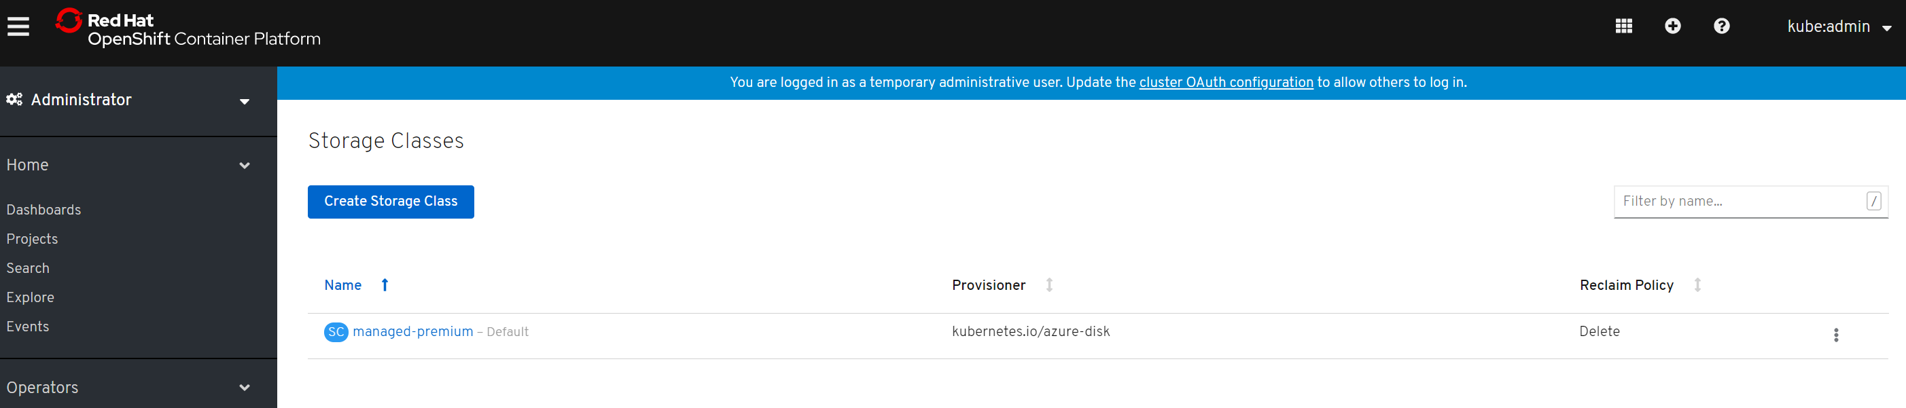 Red Hat
OpenShift Container Platform
kube:admin
Administrator
You are logged in as a temporary administrative user. Update the cluster OAuth configuration to allow others to log in.
Home
Dashboards
Projects
Search
Explore
Events
Operators
Storage Classes
Create Storage Class
Filter by name...
/
Name Provisioner Reclaim Policy
SC managed-premium – Default kubernetes.io/azure-disk Delete